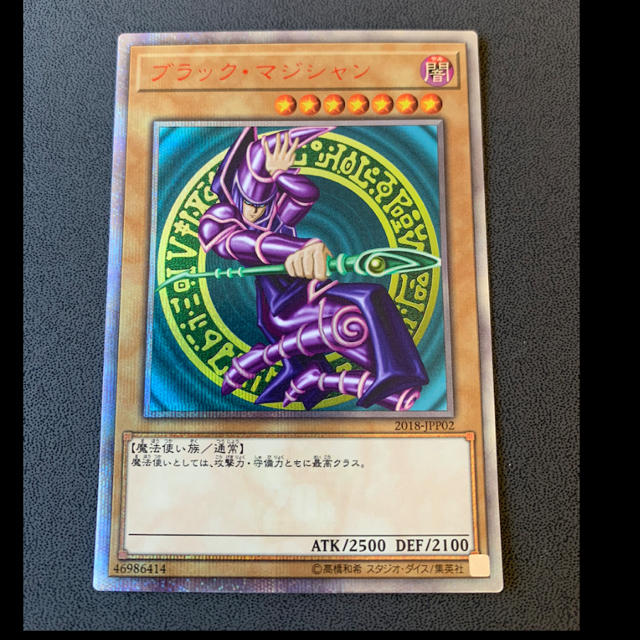 ブラック・マジシャン
闇
2018-JPP02
【魔法使い族/通常】
魔法使いとしては、攻撃力・守備力ともに最高クラス。
ATK/2500 DEF/2100
46986414
©高橋和希 スタジオ・ダイス/集英社